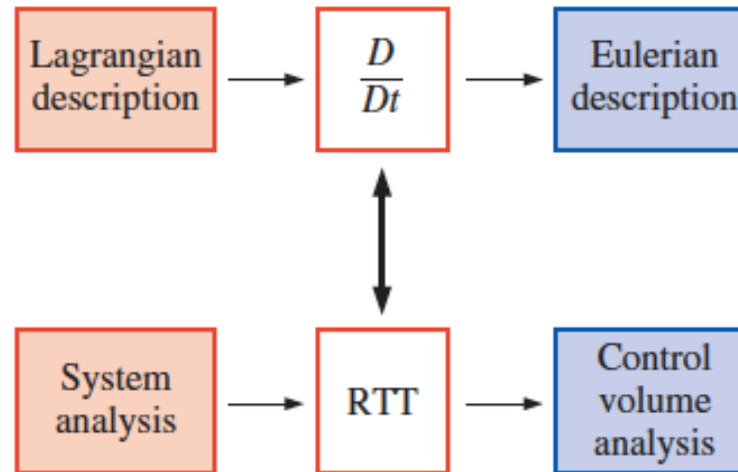 Lagrangian
description
D
Dt
Eulerian
description
System
analysis
RTT
Control
volume
analysis